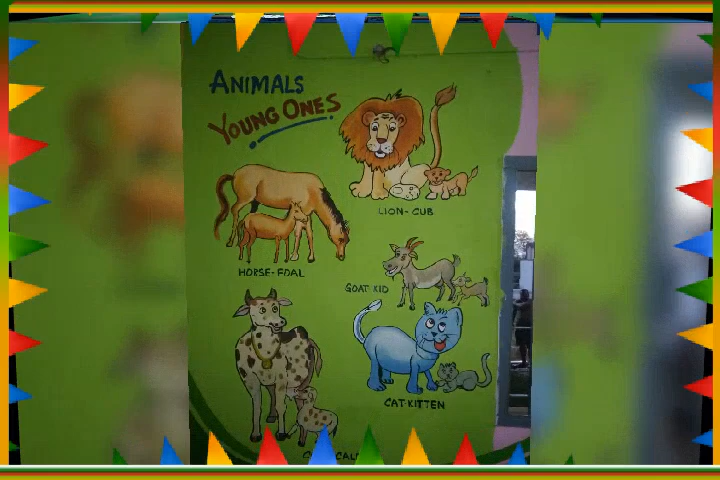 ANIMALS
YOUNG ONES
LION- CUB
HORSE- FOAL
GOAT KID
CAT-KITTEN